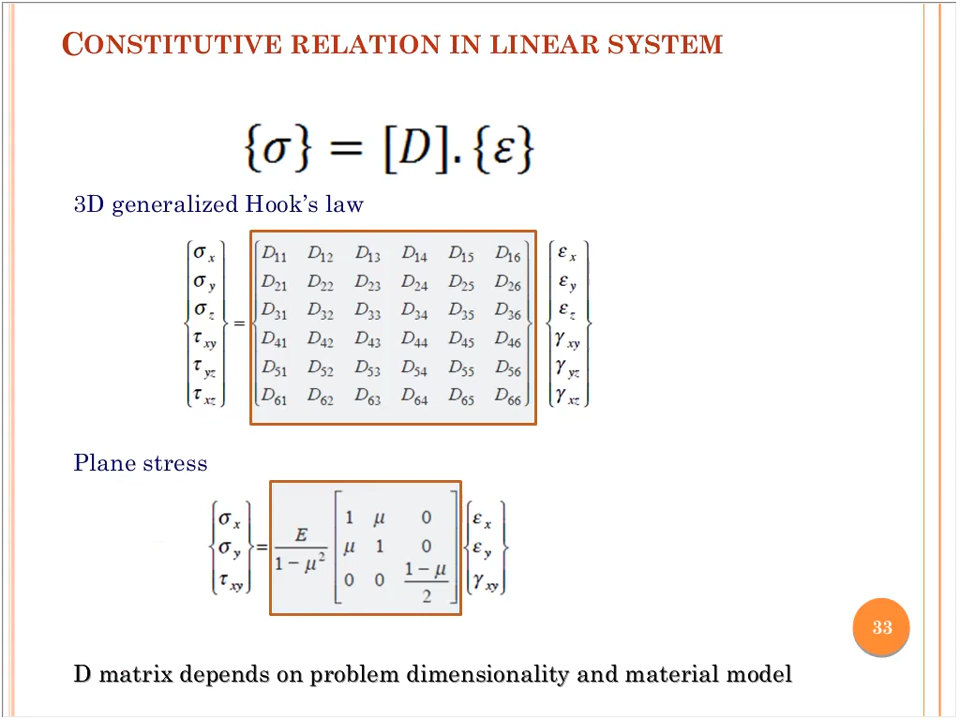 CONSTITUTIVE RELATION IN LINEAR SYSTEM
{σ} = [D].{ε}
3D generalized Hook's law
σx D11 D12 D13 D14 D15 D16 εx
σy D21 D22 D23 D24 D25 D26 εy
σz D31 D32 D33 D34 D35 D36 εz
τxy = D41 D42 D43 D44 D45 D46 γxy
τyz D51 D52 D53 D54 D55 D56 γyz
τxz D61 D62 D63 D64 D65 D66 γxz
Plane stress
σx 1 μ 0 εx
σy = E/(1 − μ²) μ 1 0 εy
τxy 0 0 (1 − μ)/2 γxy
33
D matrix depends on problem dimensionality and material model